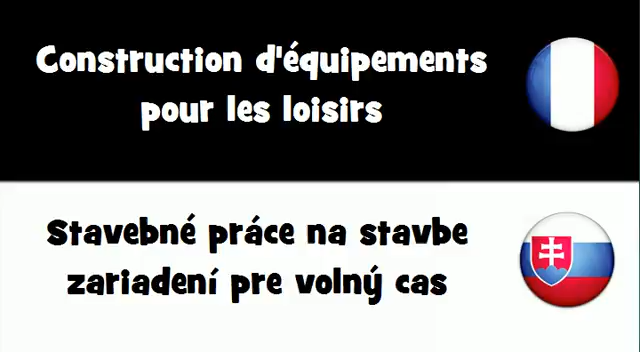 Construction d'équipements
pour les loisirs
Stavebné práce na stavbe
zariadení pre volný cas